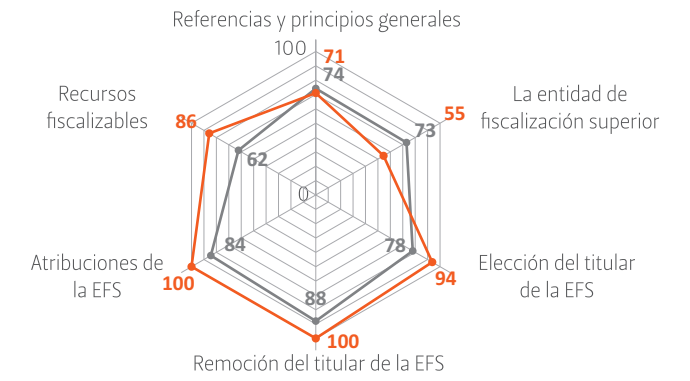 Referencias y principios generales
100
71
74
Recursos
fiscalizables
86
62
La entidad de
fiscalización superior
55
73
0
Atribuciones de
la EFS
100
84
78
Elección del titular
de la EFS
94
88
100
Remoción del titular de la EFS